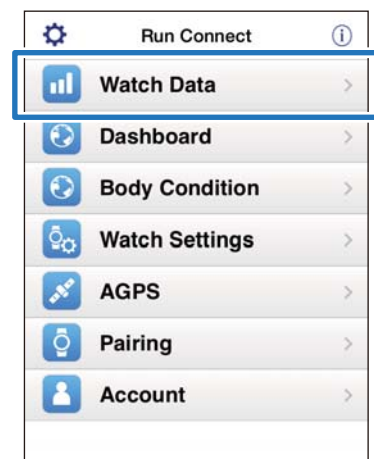 Run Connect
Watch Data
Dashboard
Body Condition
Watch Settings
AGPS
Pairing
Account